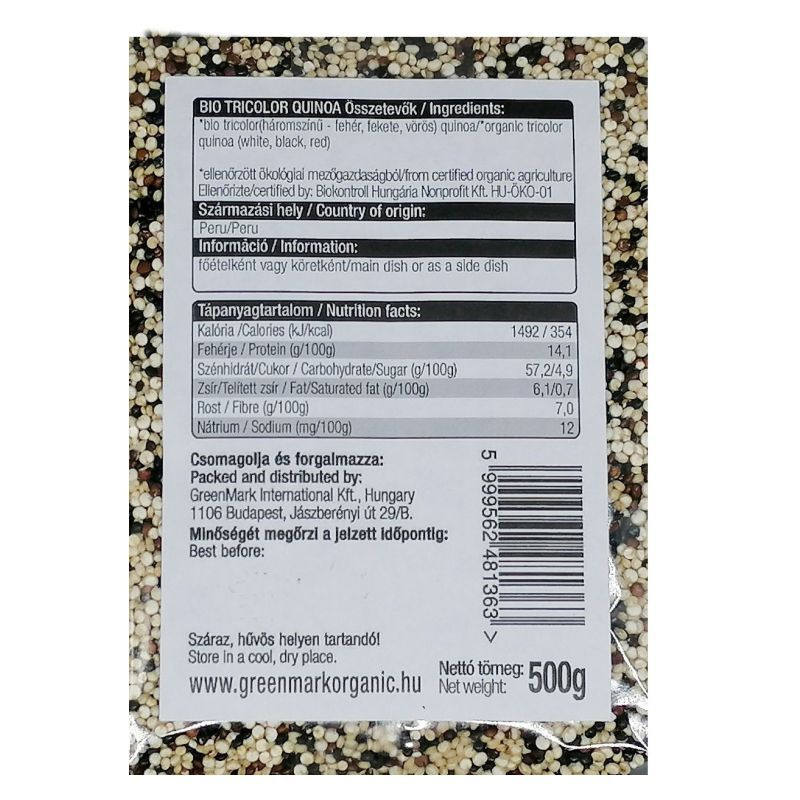 BIO TRICOLOR QUINOA Összetevők / Ingredients:
*bio tricolor(háromszínű - fehér, fekete, vörös) quinoa/*organic tricolor
quinoa (white, black, red)
*ellenőrzött ökológiai mezőgazdaságból/from certified organic agriculture
Ellenőrizte/certified by: Biokontroll Hungária Nonprofit Kft. HU-ÖKO-01
Származási hely / Country of origin:
Peru/Peru
Információ / Information:
főételként vagy köretként/main dish or as a side dish
Tápanyagtartalom / Nutrition facts:
Kalória /Calories (kJ/kcal) 1492 / 354
Fehérje / Protein (g/100g) 14,1
Szénhidrát/Cukor / Carbohydrate/Sugar (g/100g) 57,2/4,9
Zsír/Telített zsír / Fat/Saturated fat (g/100g) 6,1/0,7
Rost / Fibre (g/100g) 7,0
Nátrium / Sodium (mg/100g) 12
Csomagolja és forgalmazza:
Packed and distributed by:
GreenMark International Kft., Hungary
1106 Budapest, Jászberényi út 29/B.
Minőségét megőrzi a jelzett időpontig:
Best before:
5 999562 481363 >
Száraz, hűvös helyen tartandó!
Store in a cool, dry place.
www.greenmarkorganic.hu
Nettó tömeg: 500g
Net weight: